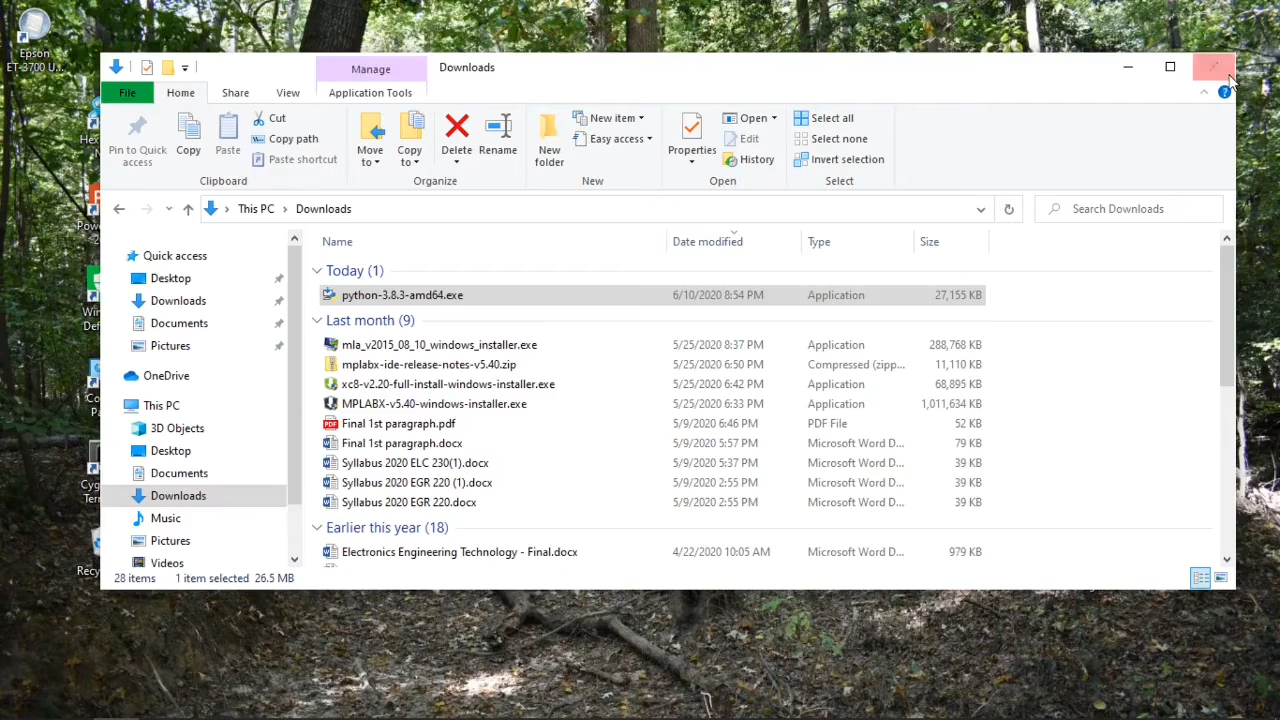 Epson
ET-3700 U...
Manage
Downloads
File
Home
Share
View
Application Tools
Pin to Quick
access
Copy
Paste
Cut
Copy path
Paste shortcut
Clipboard
Move
to
Copy
to
Delete
Rename
Organize
New
folder
New item
Easy access
New
Properties
Open
Edit
History
Open
Select all
Select none
Invert selection
Select
This PC
Downloads
Search Downloads
Quick access
Desktop
Downloads
Documents
Pictures
OneDrive
This PC
3D Objects
Desktop
Documents
Downloads
Music
Pictures
Videos
Name Date modified Type Size
Today (1)
python-3.8.3-amd64.exe 6/10/2020 8:54 PM Application 27,155 KB
Last month (9)
mla_v2015_08_10_windows_installer.exe 5/25/2020 8:37 PM Application 288,768 KB
mplabx-ide-release-notes-v5.40.zip 5/25/2020 6:50 PM Compressed (zipp... 11,110 KB
xc8-v2.20-full-install-windows-installer.exe 5/25/2020 6:42 PM Application 68,895 KB
MPLABX-v5.40-windows-installer.exe 5/25/2020 6:33 PM Application 1,011,634 KB
Final 1st paragraph.pdf 5/9/2020 6:46 PM PDF File 52 KB
Final 1st paragraph.docx 5/9/2020 5:57 PM Microsoft Word D... 79 KB
Syllabus 2020 ELC 230(1).docx 5/9/2020 5:37 PM Microsoft Word D... 39 KB
Syllabus 2020 EGR 220 (1).docx 5/9/2020 2:55 PM Microsoft Word D... 39 KB
Syllabus 2020 EGR 220.docx 5/9/2020 2:55 PM Microsoft Word D... 39 KB
Earlier this year (18)
Electronics Engineering Technology - Final.docx 4/22/2020 10:05 AM Microsoft Word D... 979 KB
28 items 1 item selected 26.5 MB